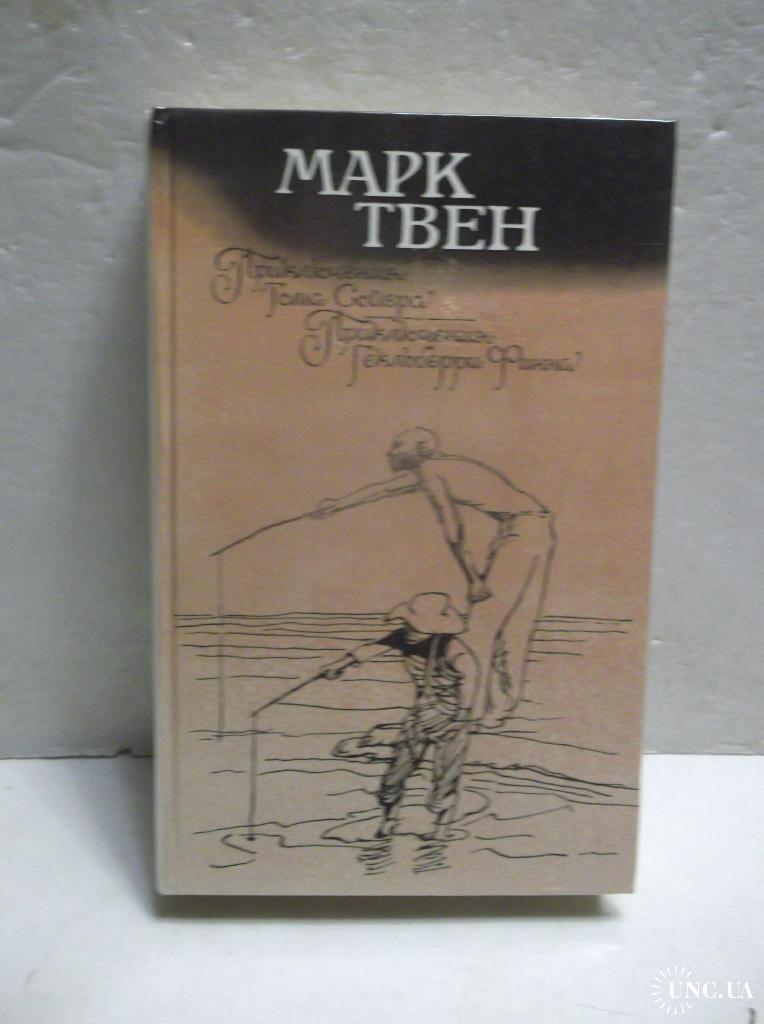 МАРК
ТВЕН
Приключения
Тома Сойера
Приключения
Гекльберри Финна
UNC.UA